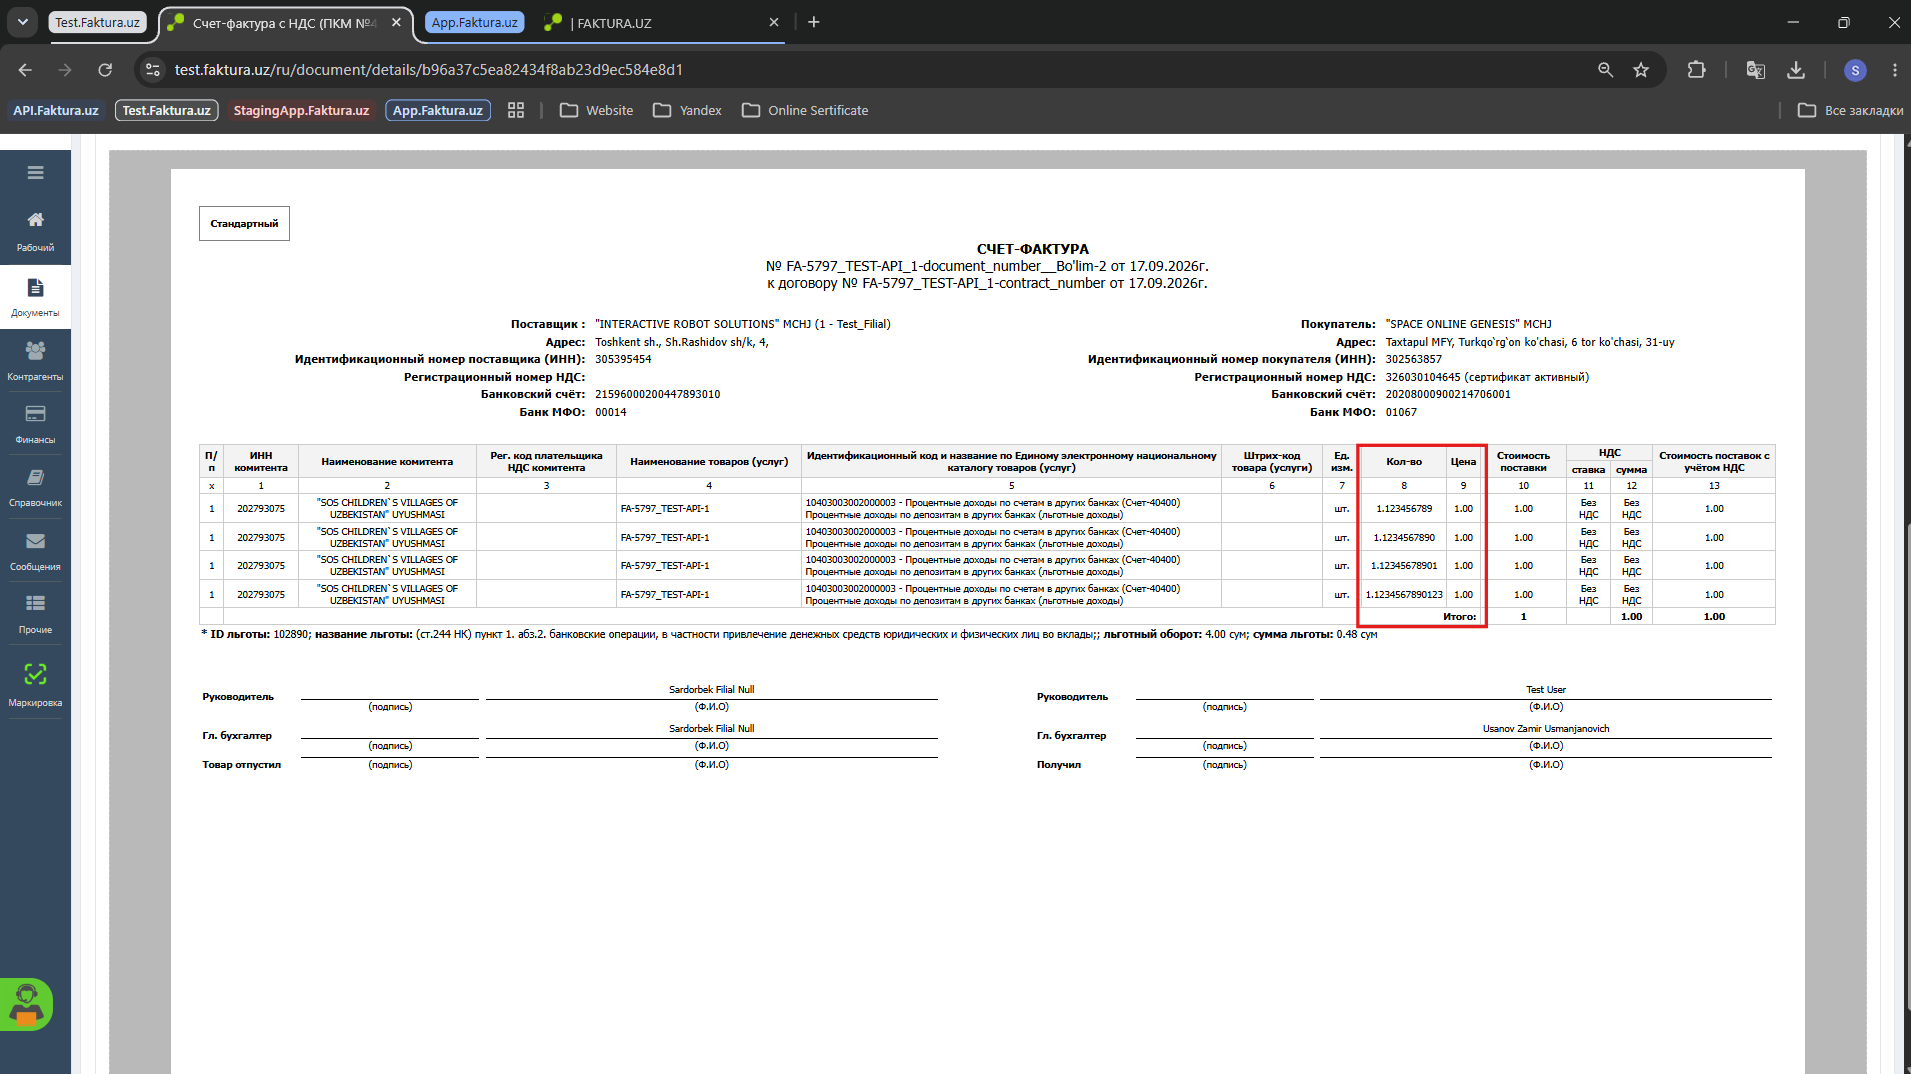 Test.Faktura.uz
Счет-фактура с НДС (ПКМ №4
App.Faktura.uz
| FAKTURA.UZ
test.faktura.uz/ru/document/details/b96a37c5ea82434f8ab23d9ec584e8d1
S
API.Faktura.uz
Test.Faktura.uz
StagingApp.Faktura.uz
App.Faktura.uz
Website
Yandex
Online Sertificate
Все закладки
Рабочий
Документы
Контрагенты
Финансы
Справочник
Сообщения
Прочие
Маркировка
Стандартный
СЧЕТ-ФАКТУРА
№ FA-5797_TEST-API_1-document_number__Bo'lim-2 от 17.09.2026г.
к договору № FA-5797_TEST-API_1-contract_number от 17.09.2026г.
Поставщик : "INTERACTIVE ROBOT SOLUTIONS" MCHJ (1 - Test_Filial)
Адрес: Toshkent sh., Sh.Rashidov sh/k, 4,
Идентификационный номер поставщика (ИНН): 305395454
Регистрационный номер НДС:
Банковский счёт: 21596000200447893010
Банк МФО: 00014
Покупатель: "SPACE ONLINE GENESIS" MCHJ
Адрес: Taxtapul MFY, Turkqo`rg`on ko'chasi, 6 tor ko'chasi, 31-uy
Идентификационный номер покупателя (ИНН): 302563857
Регистрационный номер НДС: 326030104645 (сертификат активный)
Банковский счёт: 20208000900214706001
Банк МФО: 01067
П/п ИНН комитента Наименование комитента Рег. код плательщика НДС комитента Наименование товаров (услуг) Идентификационный код и название по Единому электронному национальному каталогу товаров (услуг) Штрих-код товара (услуги) Ед. изм. Кол-во Цена Стоимость поставки НДС ставка сумма Стоимость поставок с учётом НДС
x 1 2 3 4 5 6 7 8 9 10 11 12 13
1 202793075 "SOS CHILDREN`S VILLAGES OF UZBEKISTAN" UYUSHMASI FA-5797_TEST-API-1 10403003002000003 - Процентные доходы по счетам в других банках (Счет-40400) Процентные доходы по депозитам в других банках (льготные доходы) шт. 1.123456789 1.00 1.00 Без НДС Без НДС 1.00
1 202793075 "SOS CHILDREN`S VILLAGES OF UZBEKISTAN" UYUSHMASI FA-5797_TEST-API-1 10403003002000003 - Процентные доходы по счетам в других банках (Счет-40400) Процентные доходы по депозитам в других банках (льготные доходы) шт. 1.1234567890 1.00 1.00 Без НДС Без НДС 1.00
1 202793075 "SOS CHILDREN`S VILLAGES OF UZBEKISTAN" UYUSHMASI FA-5797_TEST-API-1 10403003002000003 - Процентные доходы по счетам в других банках (Счет-40400) Процентные доходы по депозитам в других банках (льготные доходы) шт. 1.12345678901 1.00 1.00 Без НДС Без НДС 1.00
1 202793075 "SOS CHILDREN`S VILLAGES OF UZBEKISTAN" UYUSHMASI FA-5797_TEST-API-1 10403003002000003 - Процентные доходы по счетам в других банках (Счет-40400) Процентные доходы по депозитам в других банках (льготные доходы) шт. 1.1234567890123 1.00 1.00 Без НДС Без НДС 1.00
Итого: 1 1.00 1.00
* ID льготы: 102890; название льготы: (ст.244 НК) пункт 1. абз.2. банковские операции, в частности привлечение денежных средств юридических и физических лиц во вклады;; льготный оборот: 4.00 сум; сумма льготы: 0.48 сум
Руководитель Sardorbek Filial Null
(подпись) (Ф.И.О)
Гл. бухгалтер Sardorbek Filial Null
(подпись) (Ф.И.О)
Товар отпустил
(подпись) (Ф.И.О)
Руководитель Test User
(подпись) (Ф.И.О)
Гл. бухгалтер Usanov Zamir Usmanjanovich
(подпись) (Ф.И.О)
Получил
(подпись) (Ф.И.О)